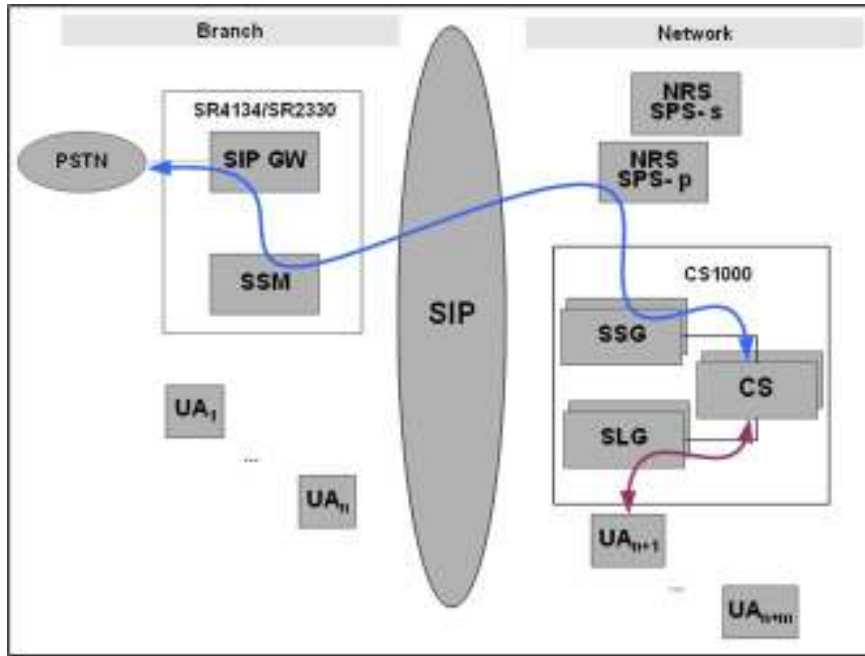 Branch
Network
SR4134/SR2330
PSTN
SIP GW
SSM
UA1
...
UAn
SIP
NRS
SPS- s
NRS
SPS- p
CS1000
SSG
CS
SLG
UAn+1
...
UAn+m